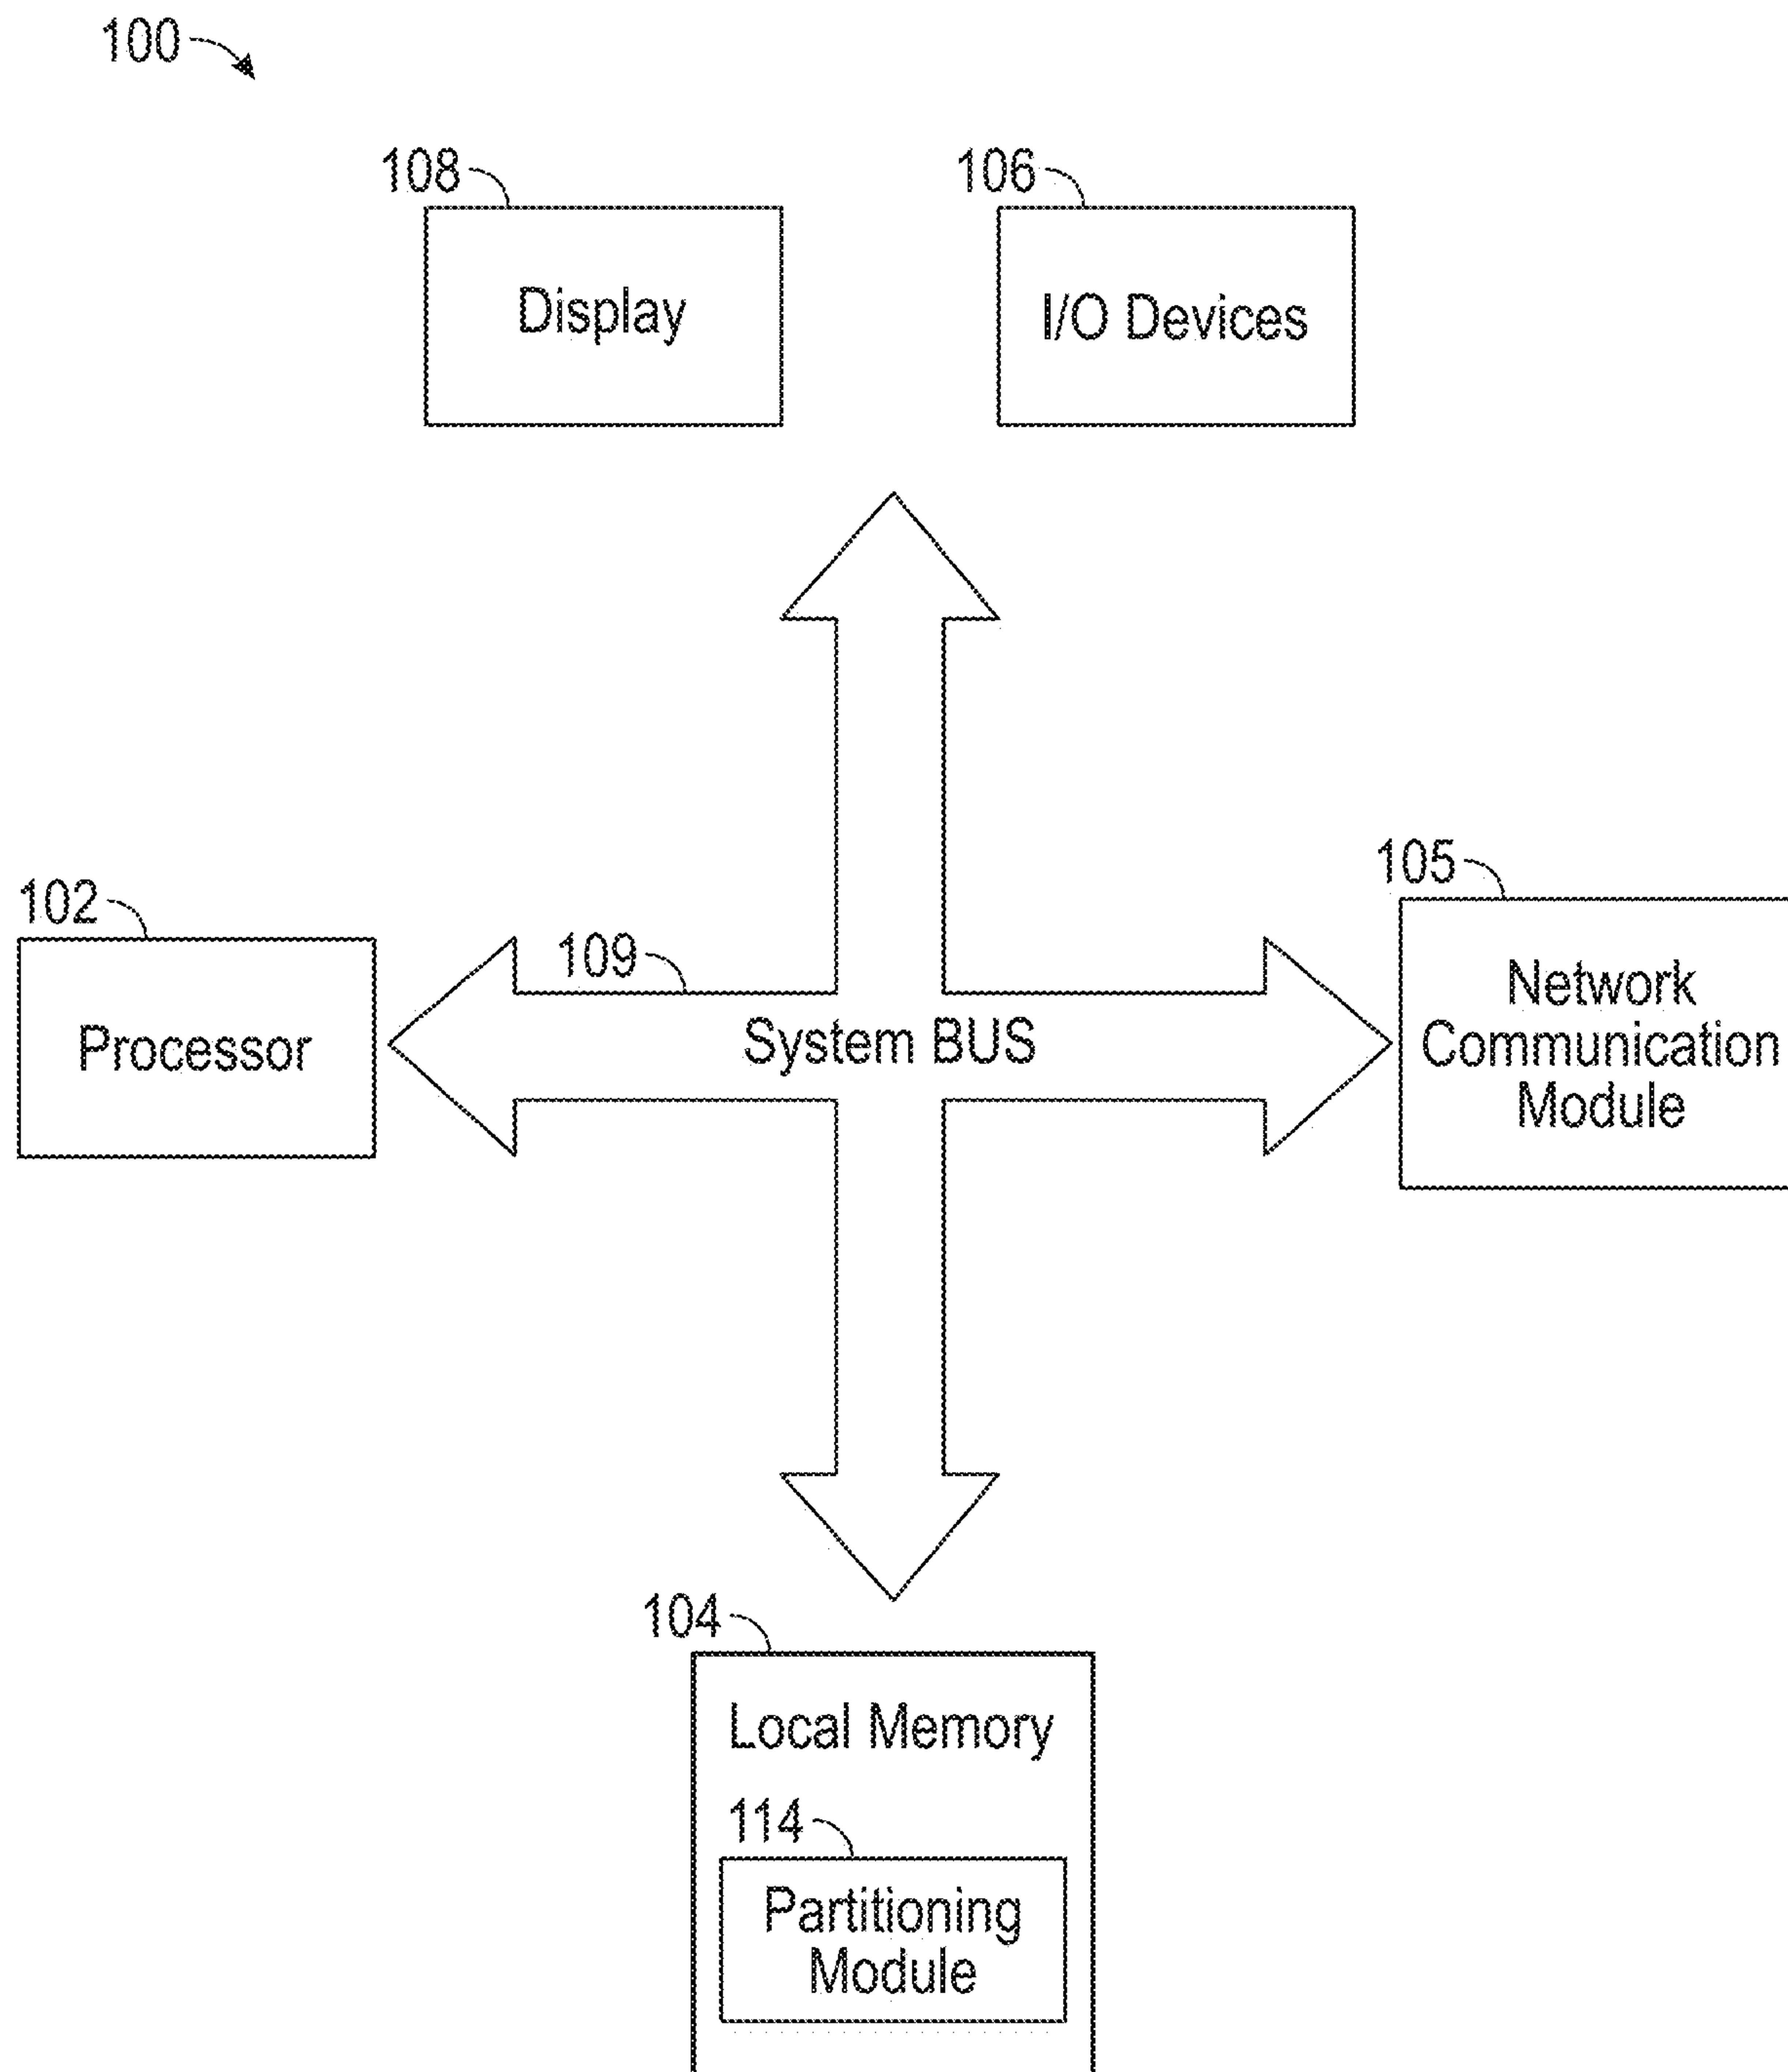 100
108
106
Display
I/O Devices
102
109
105
Processor
System BUS
Network
Communication
Module
104
Local Memory
114
Partitioning
Module